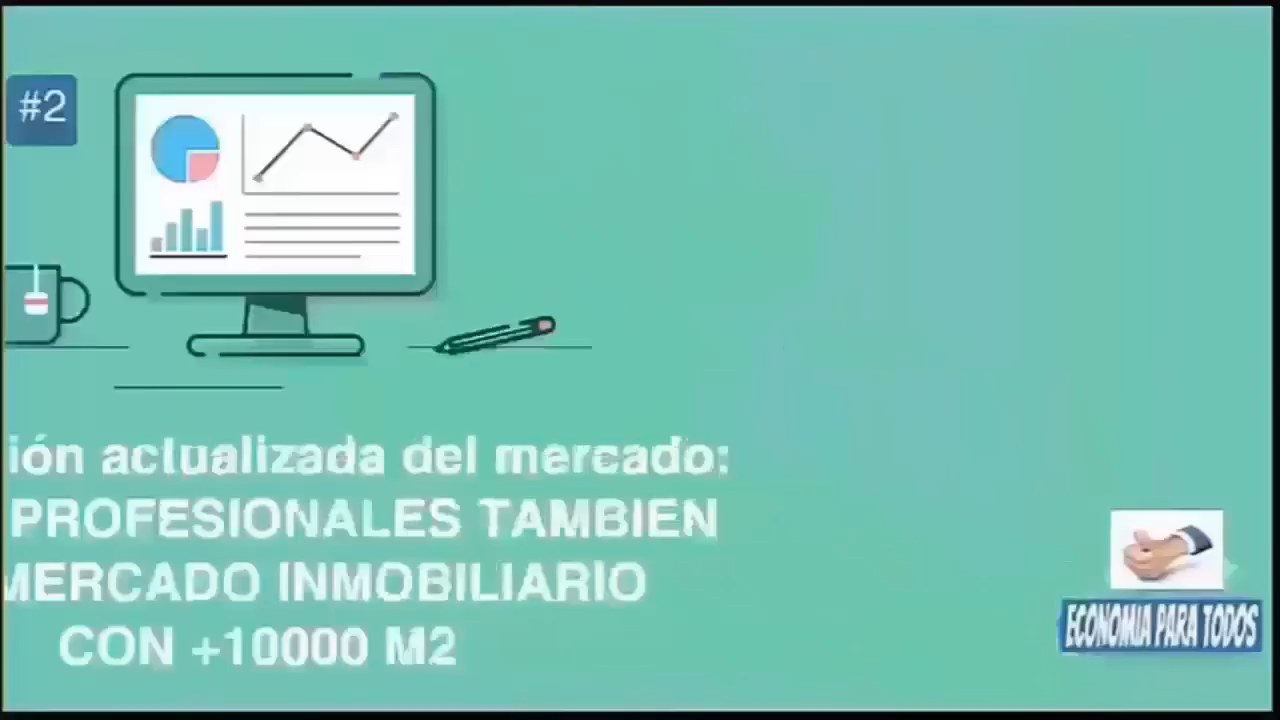 #2
ión actualizada del mercado:
PROFESIONALES TAMBIEN
MERCADO INMOBILIARIO
CON +10000 M2
ECONOMIA PARA TODOS